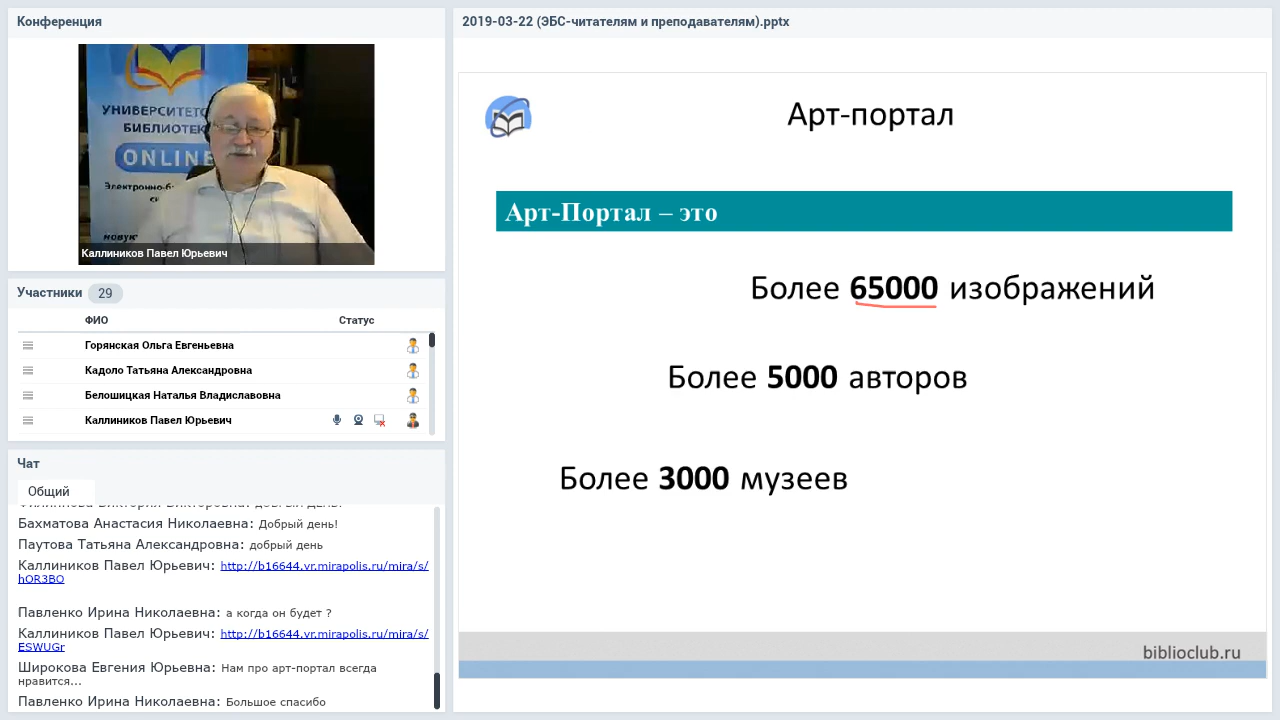 Конференция
УНИВЕРСИТЕТС
БИБЛИОТЕК
ONLINE
Каллиников Павел Юрьевич
Участники 29
ФИО Статус
Горянская Ольга Евгеньевна
Кадоло Татьяна Александровна
Белошицкая Наталья Владиславовна
Каллиников Павел Юрьевич
Чат
Общий
Бахматова Анастасия Николаевна: Добрый день!
Паутова Татьяна Александровна: добрый день
Каллиников Павел Юрьевич: http://b16644.vr.mirapolis.ru/mira/s/
hOR3BO
Павленко Ирина Николаевна: а когда он будет ?
Каллиников Павел Юрьевич: http://b16644.vr.mirapolis.ru/mira/s/
ESWUGr
Широкова Евгения Юрьевна: Нам про арт-портал всегда
нравится...
Павленко Ирина Николаевна: Большое спасибо
2019-03-22 (ЭБС-читателям и преподавателям).pptx
Арт-портал
Арт-Портал – это
Более 65000 изображений
Более 5000 авторов
Более 3000 музеев
biblioclub.ru